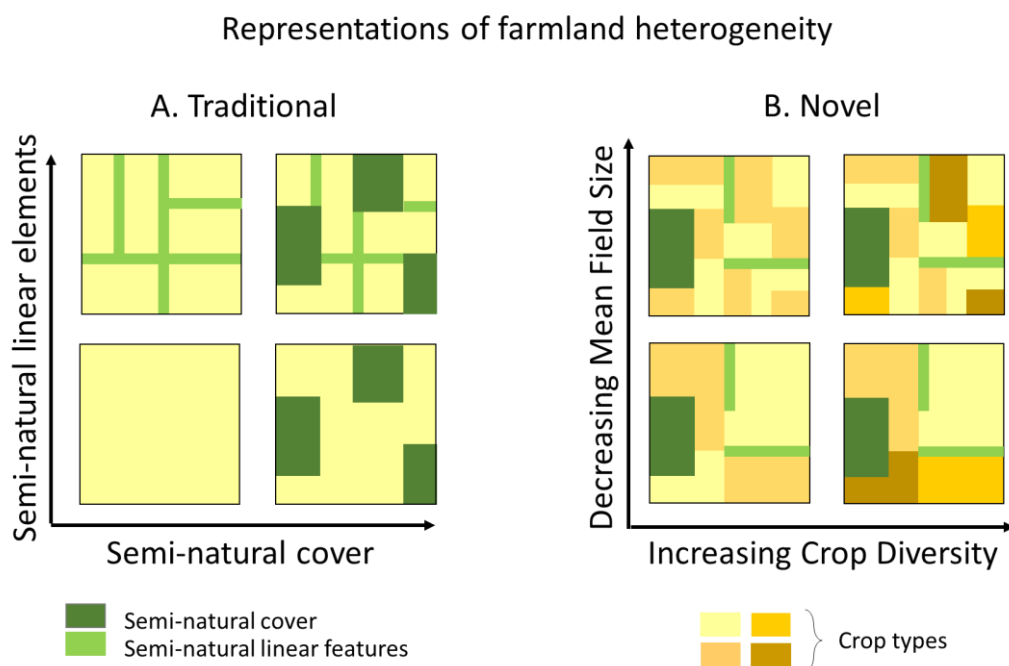 Representations of farmland heterogeneity
A. Traditional
B. Novel
Semi-natural linear elements
Semi-natural cover
Decreasing Mean Field Size
Increasing Crop Diversity
Semi-natural cover
Semi-natural linear features
Crop types